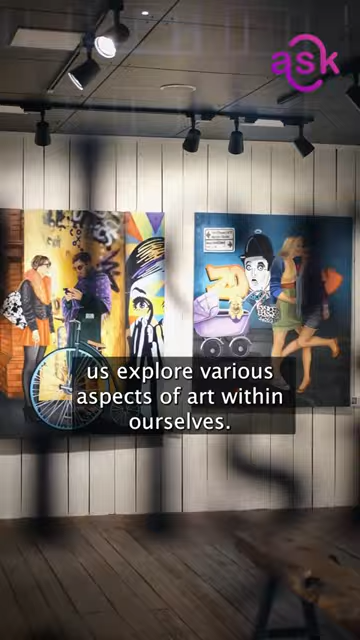 ask
us explore various
aspects of art within
ourselves.